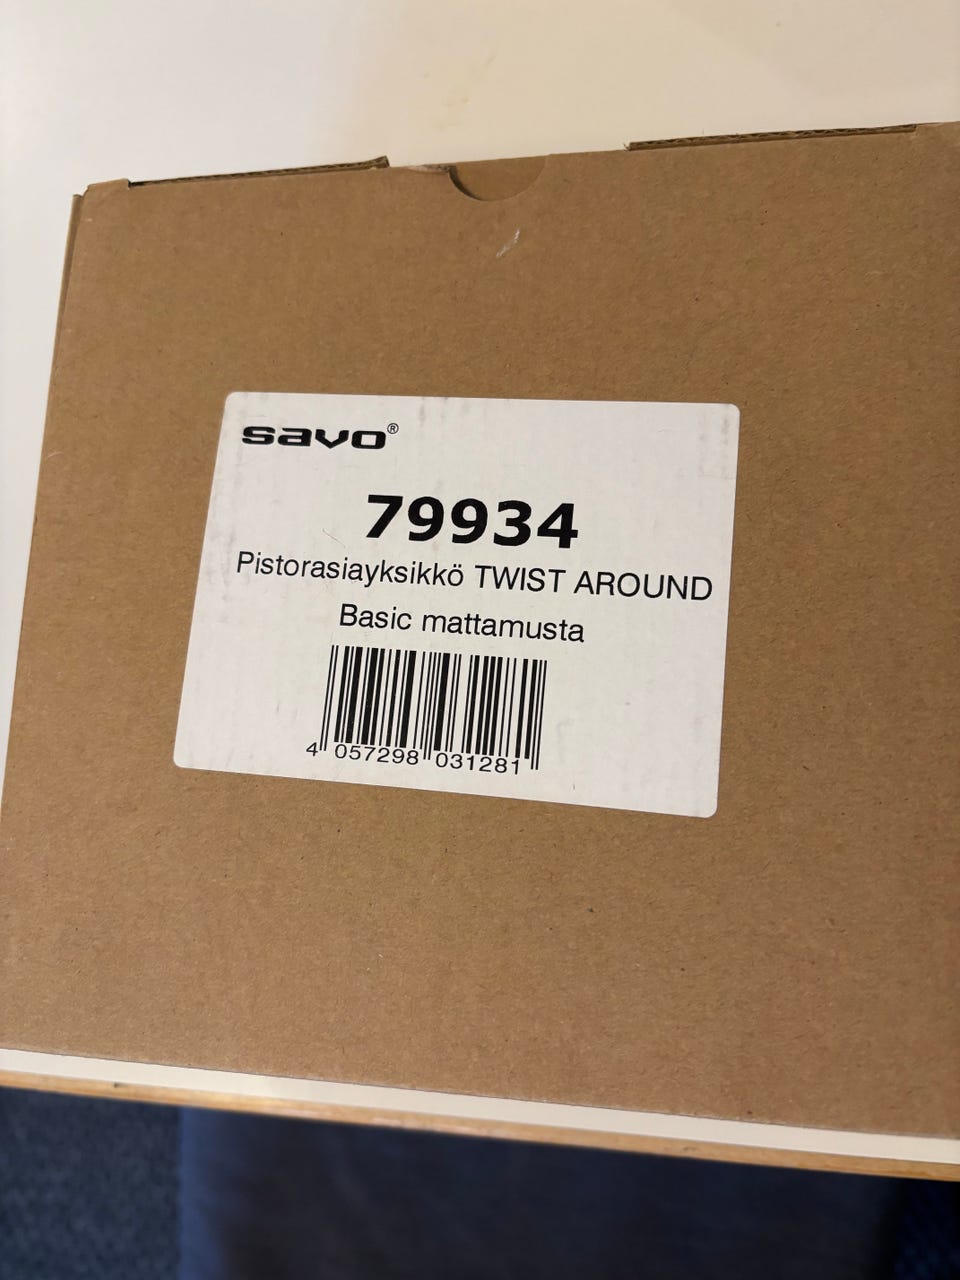 savo®
79934
Pistorasiayksikkö TWIST AROUND
Basic mattamusta
4 057298 031281